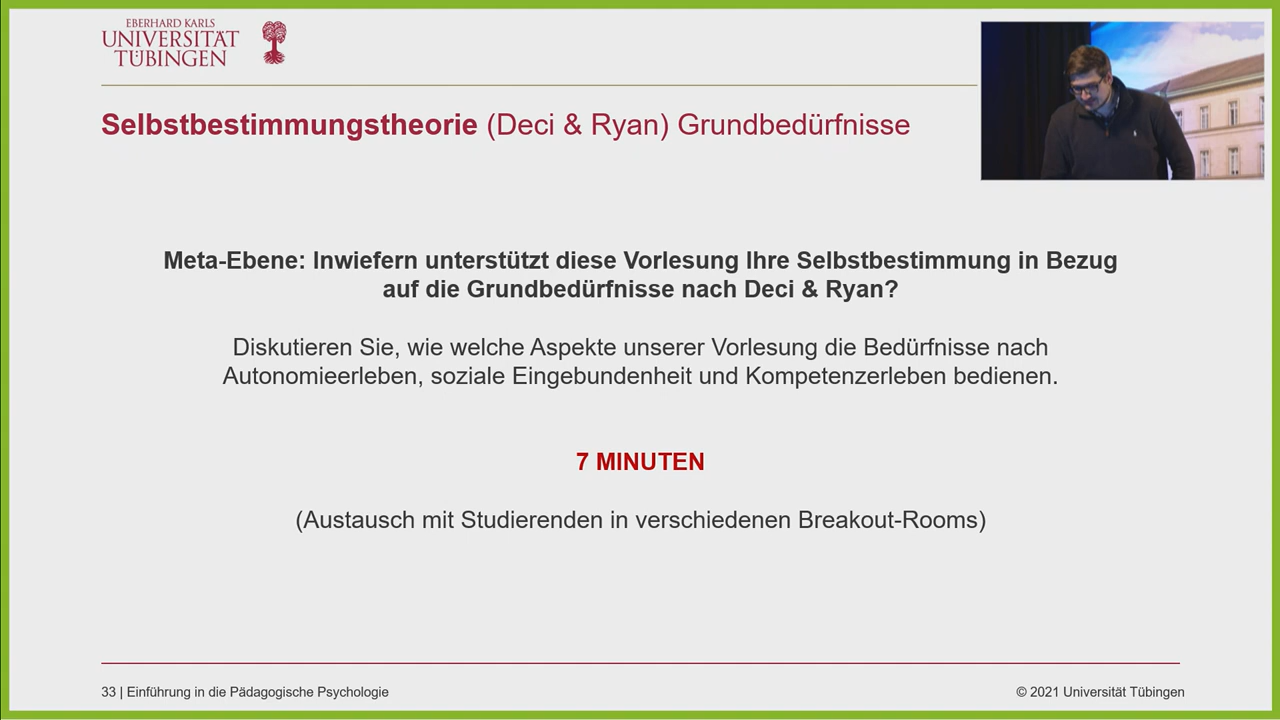 EBERHARD KARLS
UNIVERSITÄT
TÜBINGEN
Selbstbestimmungstheorie (Deci & Ryan) Grundbedürfnisse
Meta-Ebene: Inwiefern unterstützt diese Vorlesung Ihre Selbstbestimmung in Bezug
auf die Grundbedürfnisse nach Deci & Ryan?
Diskutieren Sie, wie welche Aspekte unserer Vorlesung die Bedürfnisse nach
Autonomieerleben, soziale Eingebundenheit und Kompetenzerleben bedienen.
7 MINUTEN
(Austausch mit Studierenden in verschiedenen Breakout-Rooms)
33 | Einführung in die Pädagogische Psychologie
© 2021 Universität Tübingen